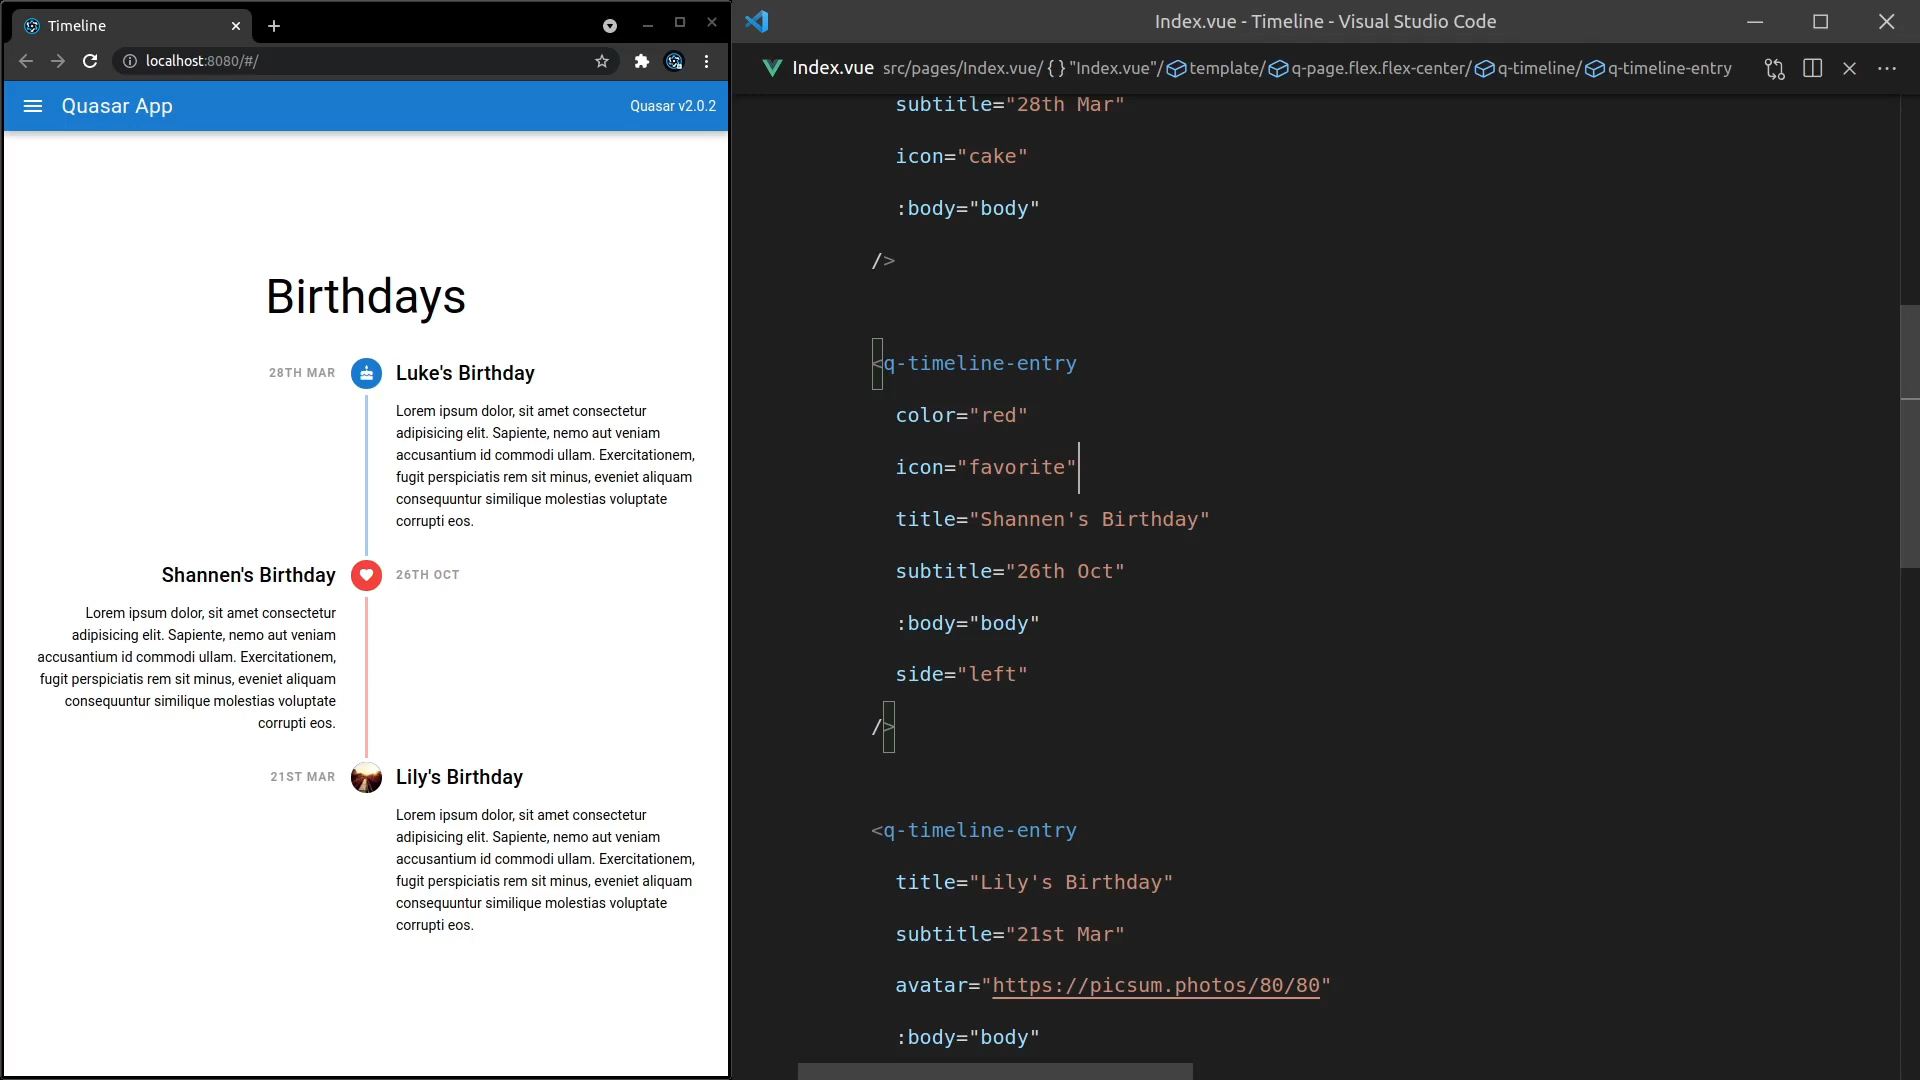 Timeline
localhost:8080/#/
Quasar App
Quasar v2.0.2
Birthdays
28TH MAR
Luke's Birthday
Lorem ipsum dolor, sit amet consectetur
adipisicing elit. Sapiente, nemo aut veniam
accusantium id commodi ullam. Exercitationem,
fugit perspiciatis rem sit minus, eveniet aliquam
consequuntur similique molestias voluptate
corrupti eos.
Shannen's Birthday
26TH OCT
Lorem ipsum dolor, sit amet consectetur
adipisicing elit. Sapiente, nemo aut veniam
accusantium id commodi ullam. Exercitationem,
fugit perspiciatis rem sit minus, eveniet aliquam
consequuntur similique molestias voluptate
corrupti eos.
21ST MAR
Lily's Birthday
Lorem ipsum dolor, sit amet consectetur
adipisicing elit. Sapiente, nemo aut veniam
accusantium id commodi ullam. Exercitationem,
fugit perspiciatis rem sit minus, eveniet aliquam
consequuntur similique molestias voluptate
corrupti eos.
Index.vue - Timeline - Visual Studio Code
Index.vue src/pages/Index.vue/ { } "Index.vue"/ template/ q-page.flex.flex-center/ q-timeline/ q-timeline-entry
subtitle="28th Mar"
icon="cake"
:body="body"
/>
<q-timeline-entry
color="red"
icon="favorite"
title="Shannen's Birthday"
subtitle="26th Oct"
:body="body"
side="left"
/>
<q-timeline-entry
title="Lily's Birthday"
subtitle="21st Mar"
avatar="https://picsum.photos/80/80"
:body="body"